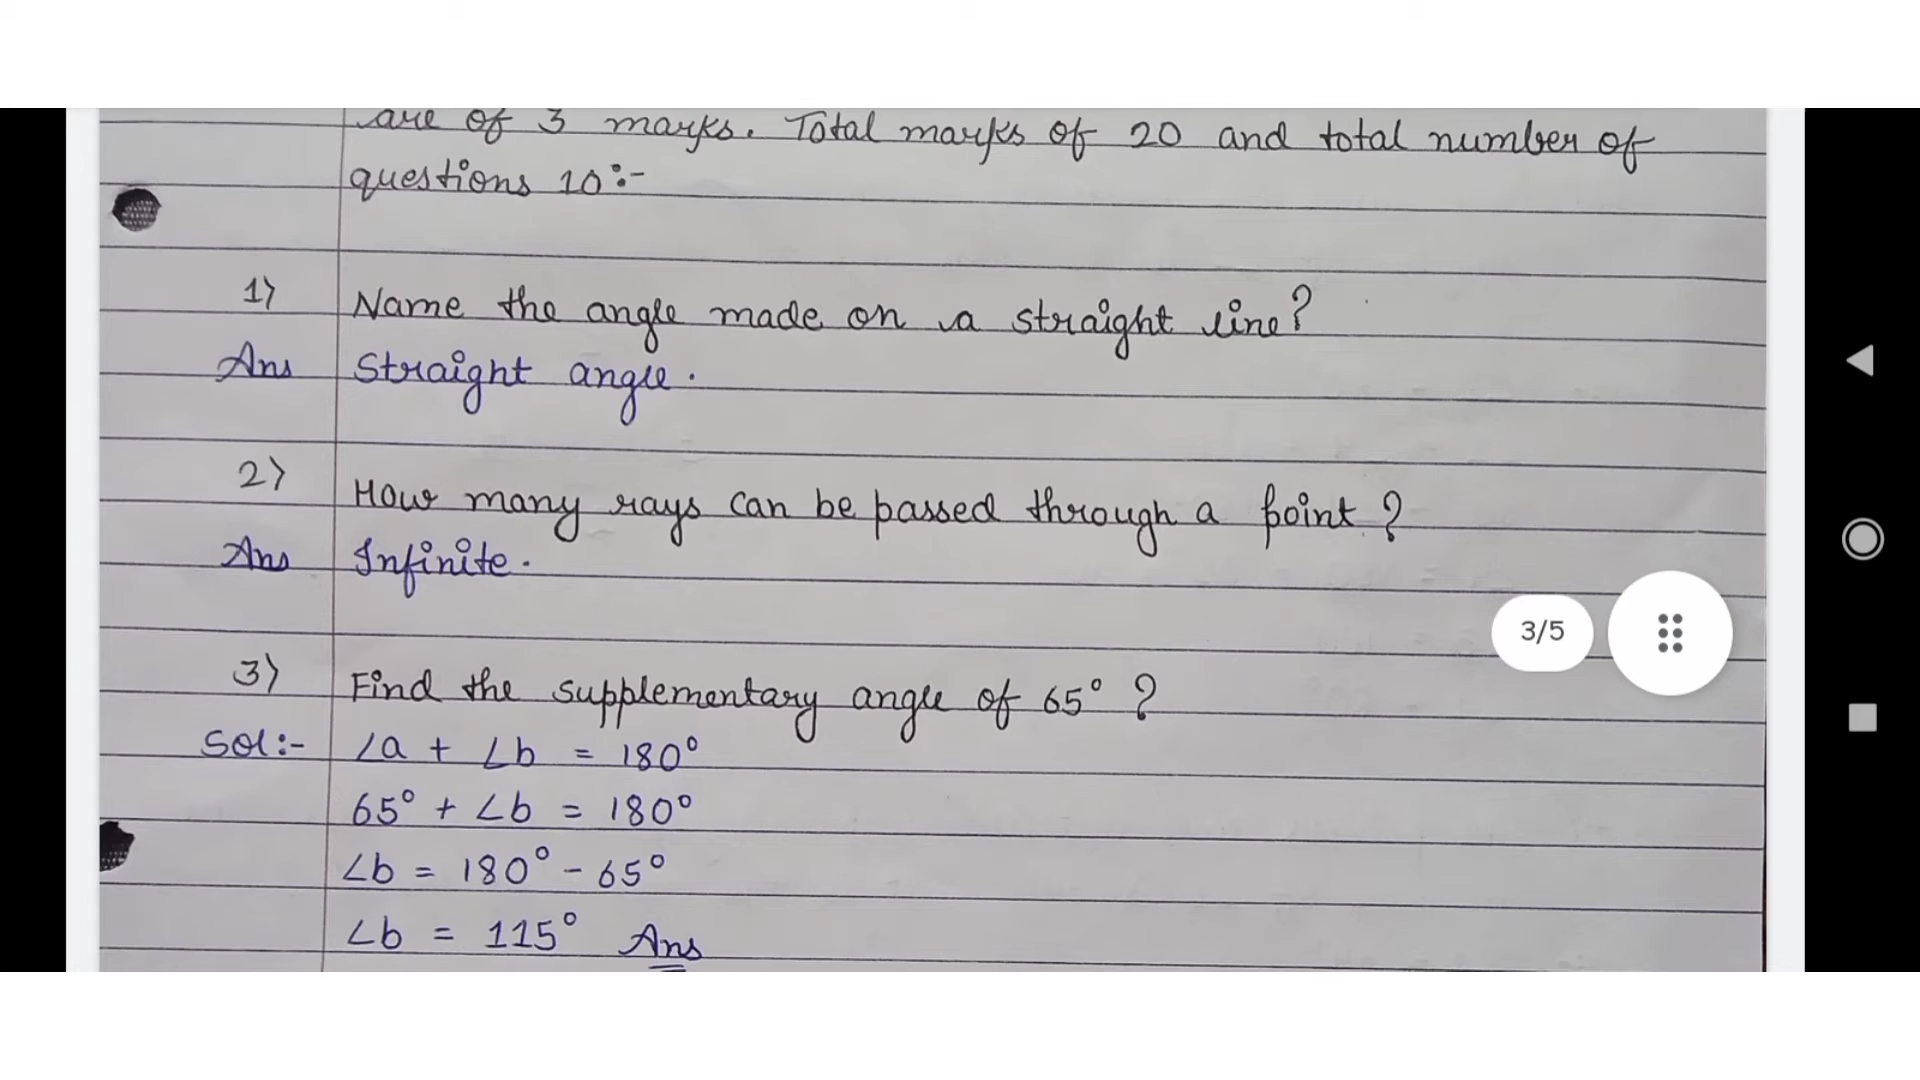 are of 3 marks. Total marks of 20 and total number of
questions 10:-
1) Name the angle made on a straight line?
Ans Straight angle.
2) How many rays can be passed through a point?
Ans Infinite.
3/5
3) Find the supplementary angle of 65° ?
Sol:- ∠a + ∠b = 180°
65° + ∠b = 180°
∠b = 180° - 65°
∠b = 115° Ans